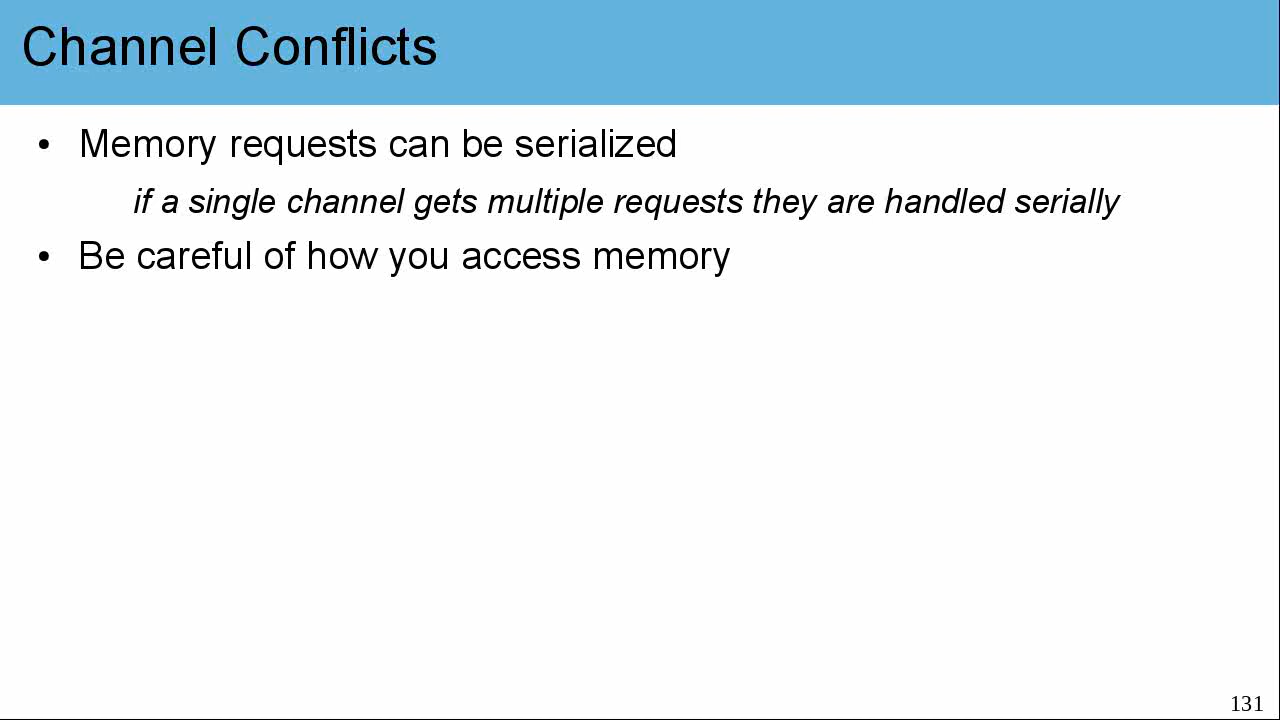 Channel Conflicts
• Memory requests can be serialized
if a single channel gets multiple requests they are handled serially
• Be careful of how you access memory
131